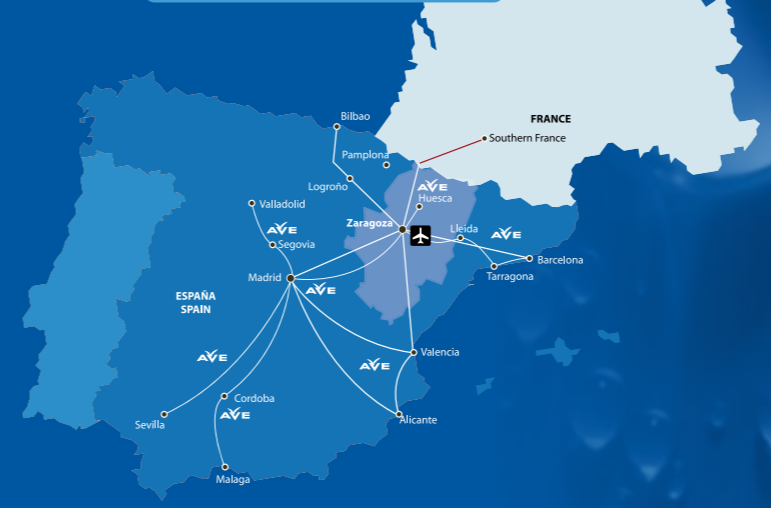 Bilbao
FRANCE
Southern France
Pamplona
Logroño
AVE
Huesca
Valladolid
Zaragoza
AVE
Lleida
AVE
Segovia
Barcelona
Madrid
Tarragona
AVE
ESPAÑA
SPAIN
AVE
Valencia
AVE
Cordoba
AVE
Sevilla
Alicante
Malaga